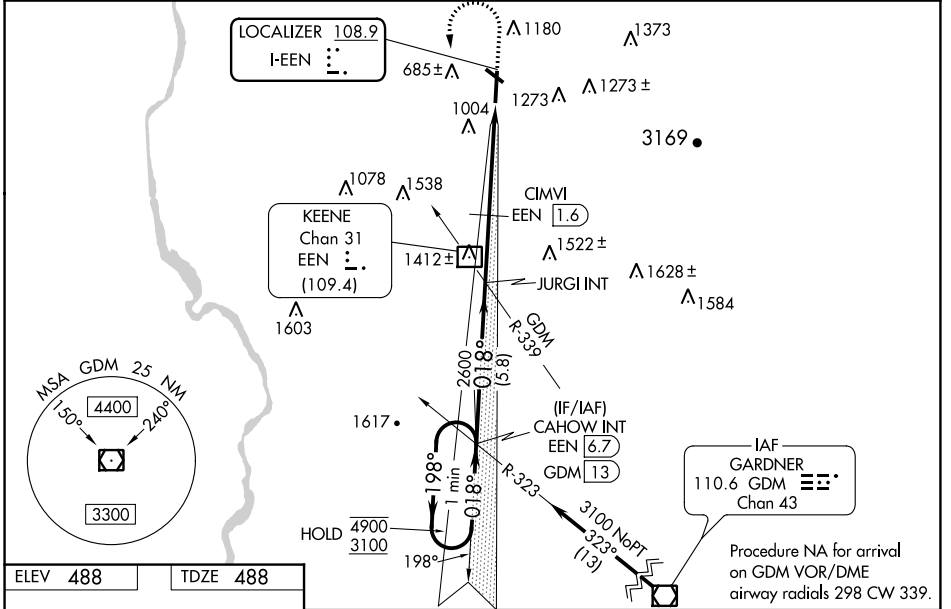 LOCALIZER 108.9
I-EEN
1180
1373
685±
1273
1273±
1004
3169
1078
1538
CIMVI
EEN 1.6
KEENE
Chan 31
EEN
(109.4)
1412±
1522±
JURGI INT
1628±
1584
1603
GDM
R-339
2600
018°
(5.8)
MSA GDM 25 NM
150°
4400
240°
3300
1617
(IF/IAF)
CAHOW INT
EEN 6.7
GDM 13
R-323
198°
1 min
018°
HOLD 4900
3100
198°
3100 NoPT
323°
(13)
IAF
GARDNER
110.6 GDM
Chan 43
Procedure NA for arrival
on GDM VOR/DME
airway radials 298 CW 339.
ELEV 488
TDZE 488